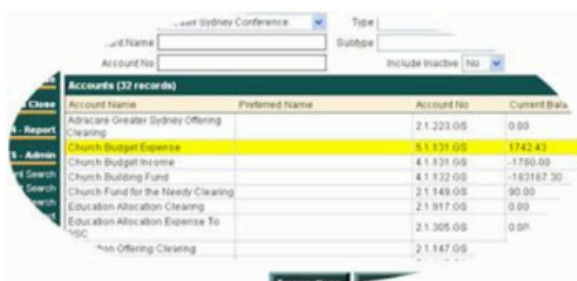 Sydney Conference Type
Name Subtype
Account No Include Inactive No
Accounts (32 records)
Close Account Name Preferred Name Account No Current Bala
- Report Adracare Greater Sydney Offering Clearing 2.1.223.GS 0.00
- Admin Church Budget Expense 5.1.131.GS 1742.43
Search Church Budget Income 4.1.131.GS -1760.00
Search Church Building Fund 4.1.132.GS -183167.30
Church Fund for the Needy Clearing 2.1.149.GS 90.00
Education Allocation Clearing 2.1.917.GS 0.00
Education Allocation Expense To 2.1.305.GS 0.00
Offering Clearing 2.1.147.GS